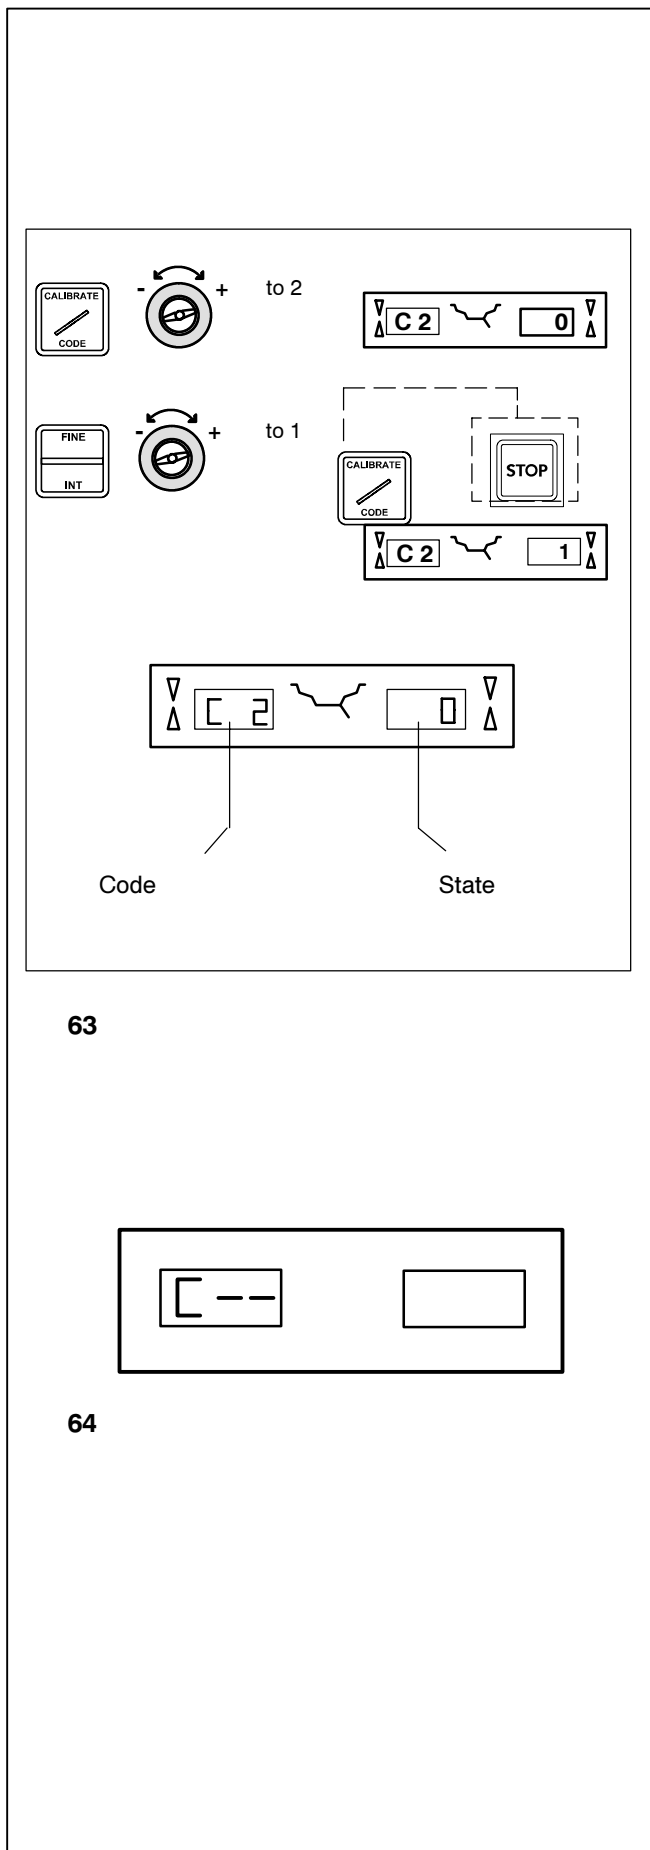 CALIBRATE
CODE
- +
to 2
C 2 0
FINE
INT
- +
to 1
CALIBRATE
CODE
STOP
C 2 1
C 2 0
Code State
63
C--
64